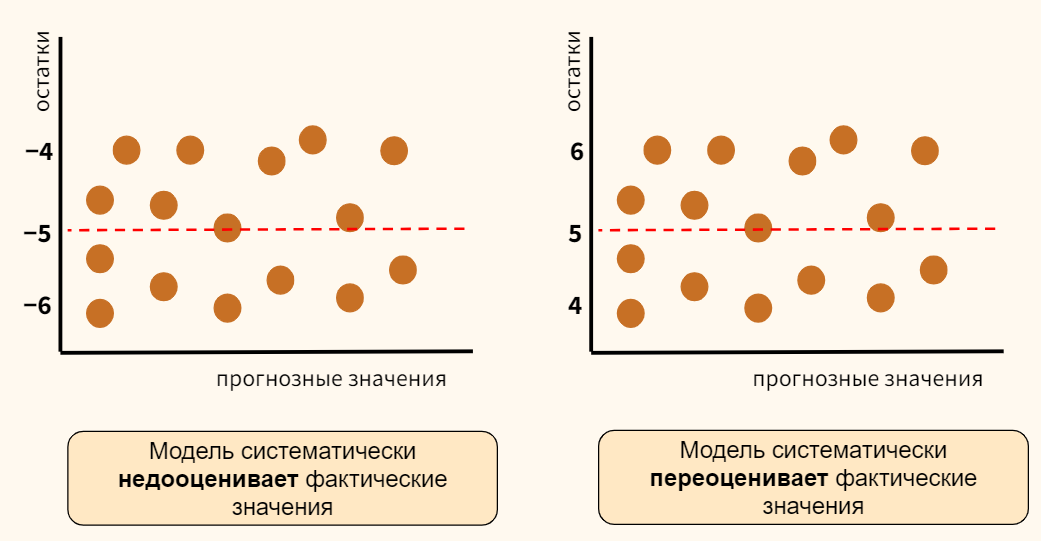 остатки
−4
−5
−6
прогнозные значения
Модель систематически
недооценивает фактические
значения
остатки
6
5
4
прогнозные значения
Модель систематически
переоценивает фактические
значения